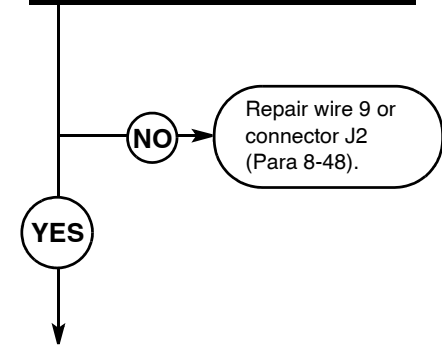 NO
Repair wire 9 or
connector J2
(Para 8-48).
YES